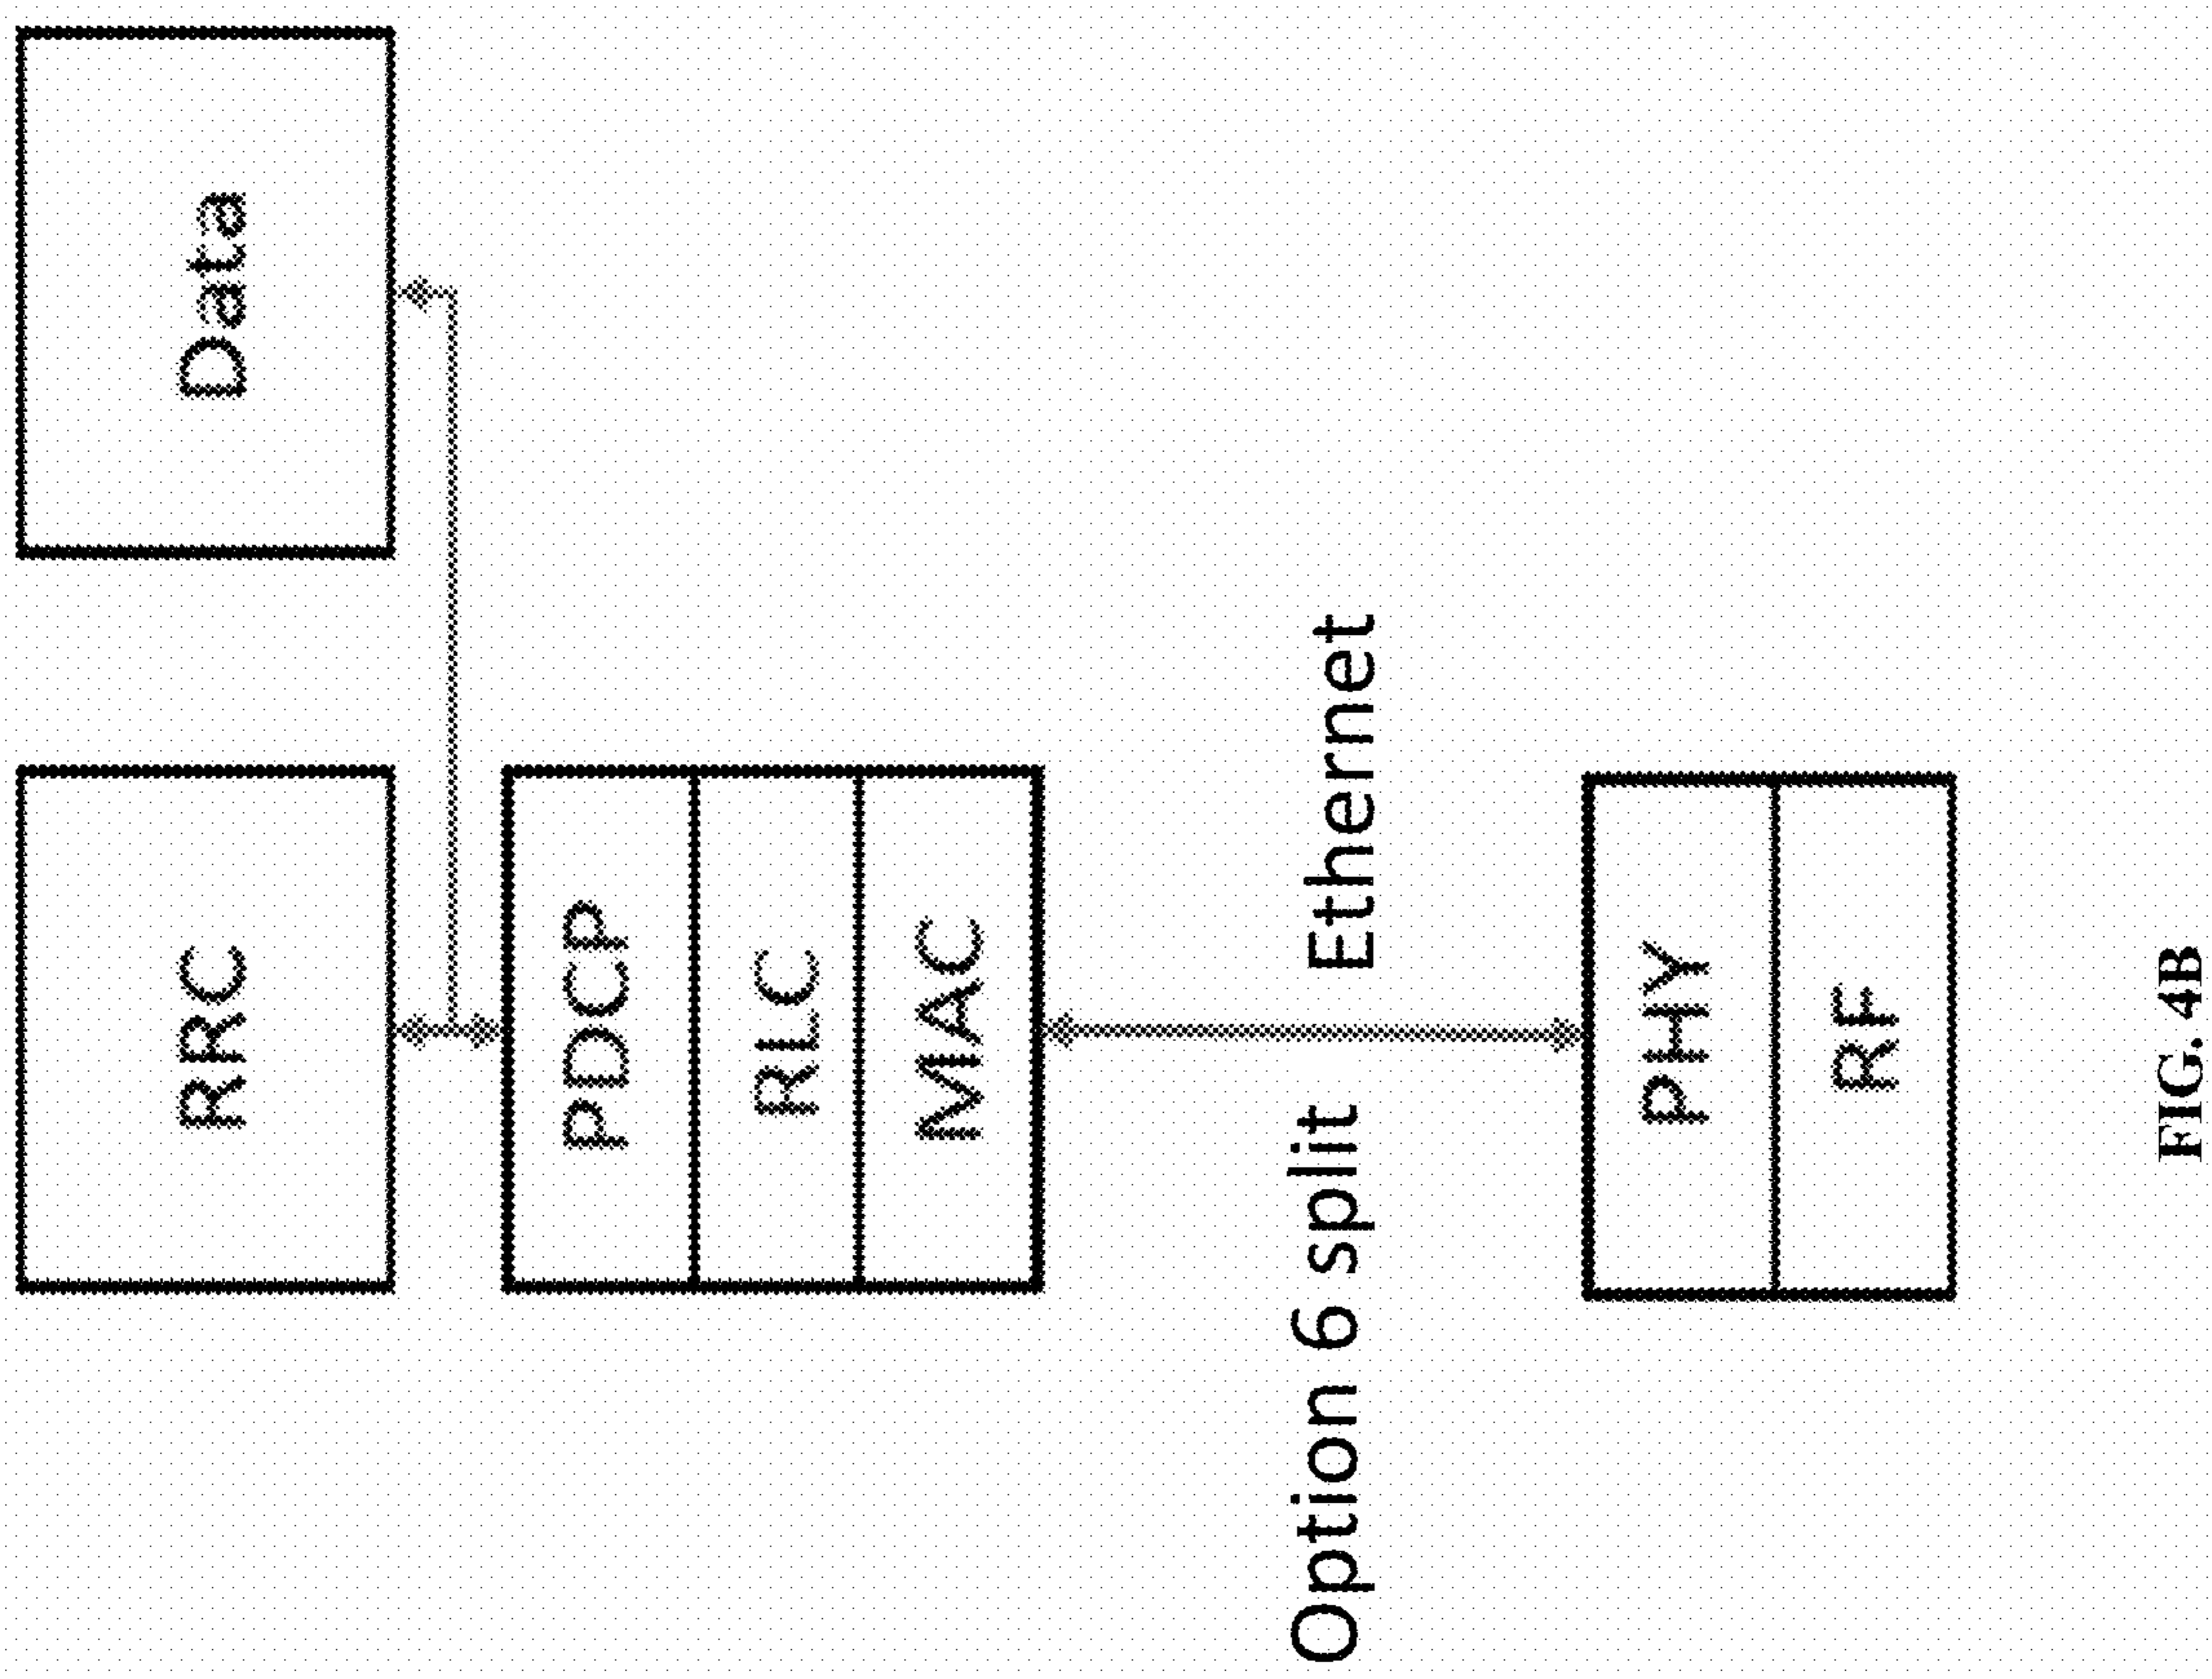 RRC
Data
PDCP
RLC
MAC
Option 6 split
Ethernet
PHY
RF
FIG. 4B